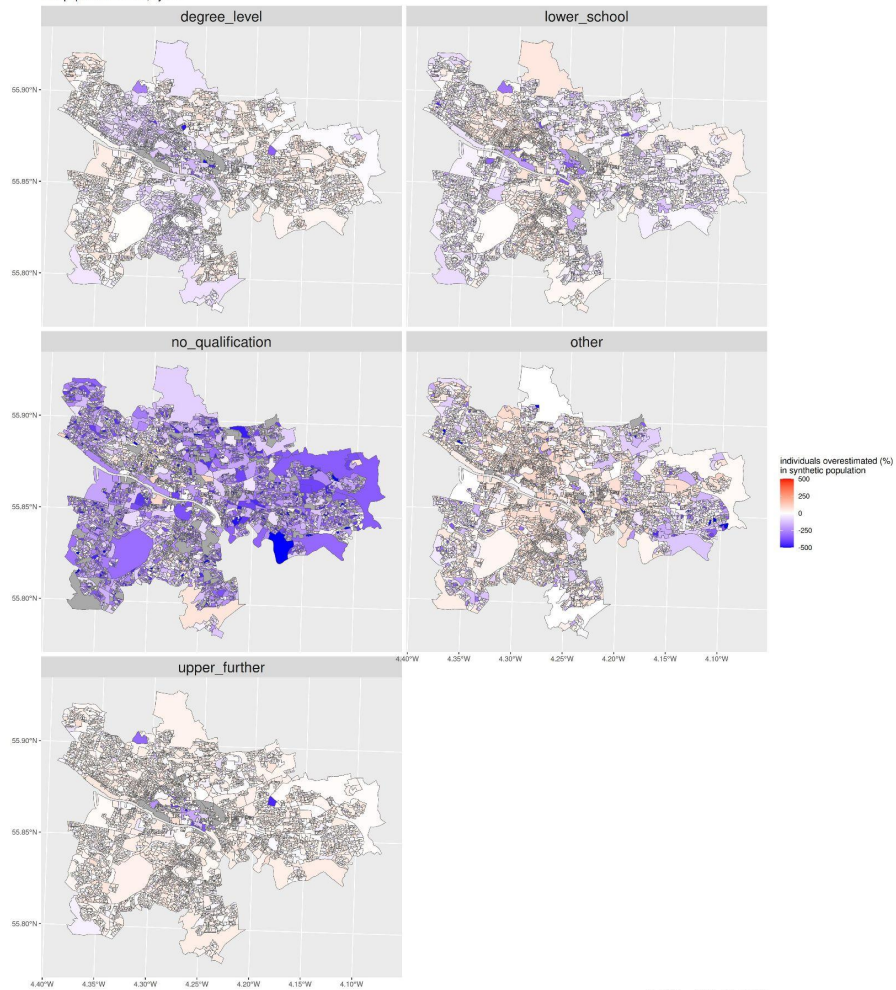 degree_level
lower_school
55.90°N
55.85°N
55.80°N
no_qualification
other
55.90°N
55.85°N
55.80°N
individuals overestimated (%)
in synthetic population
500
250
0
-250
-500
4.40°W 4.35°W 4.30°W 4.25°W 4.20°W 4.15°W 4.10°W
upper_further
55.90°N
55.85°N
55.80°N
4.40°W 4.35°W 4.30°W 4.25°W 4.20°W 4.15°W 4.10°W